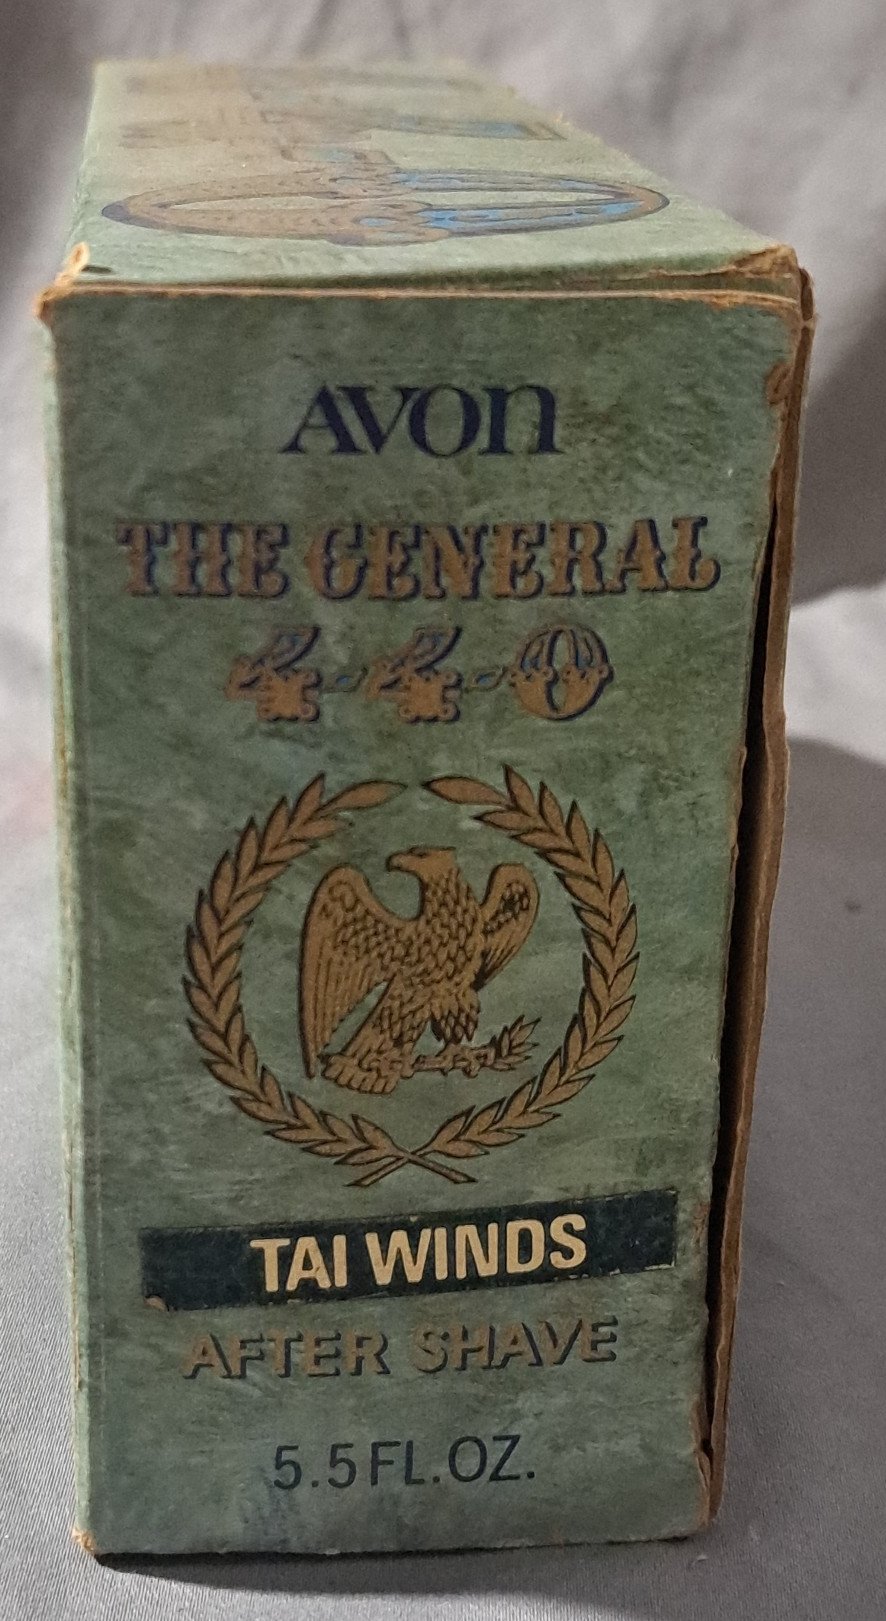 AVON
THE GENERAL
4-4-0
TAI WINDS
AFTER SHAVE
5.5 FL.OZ.